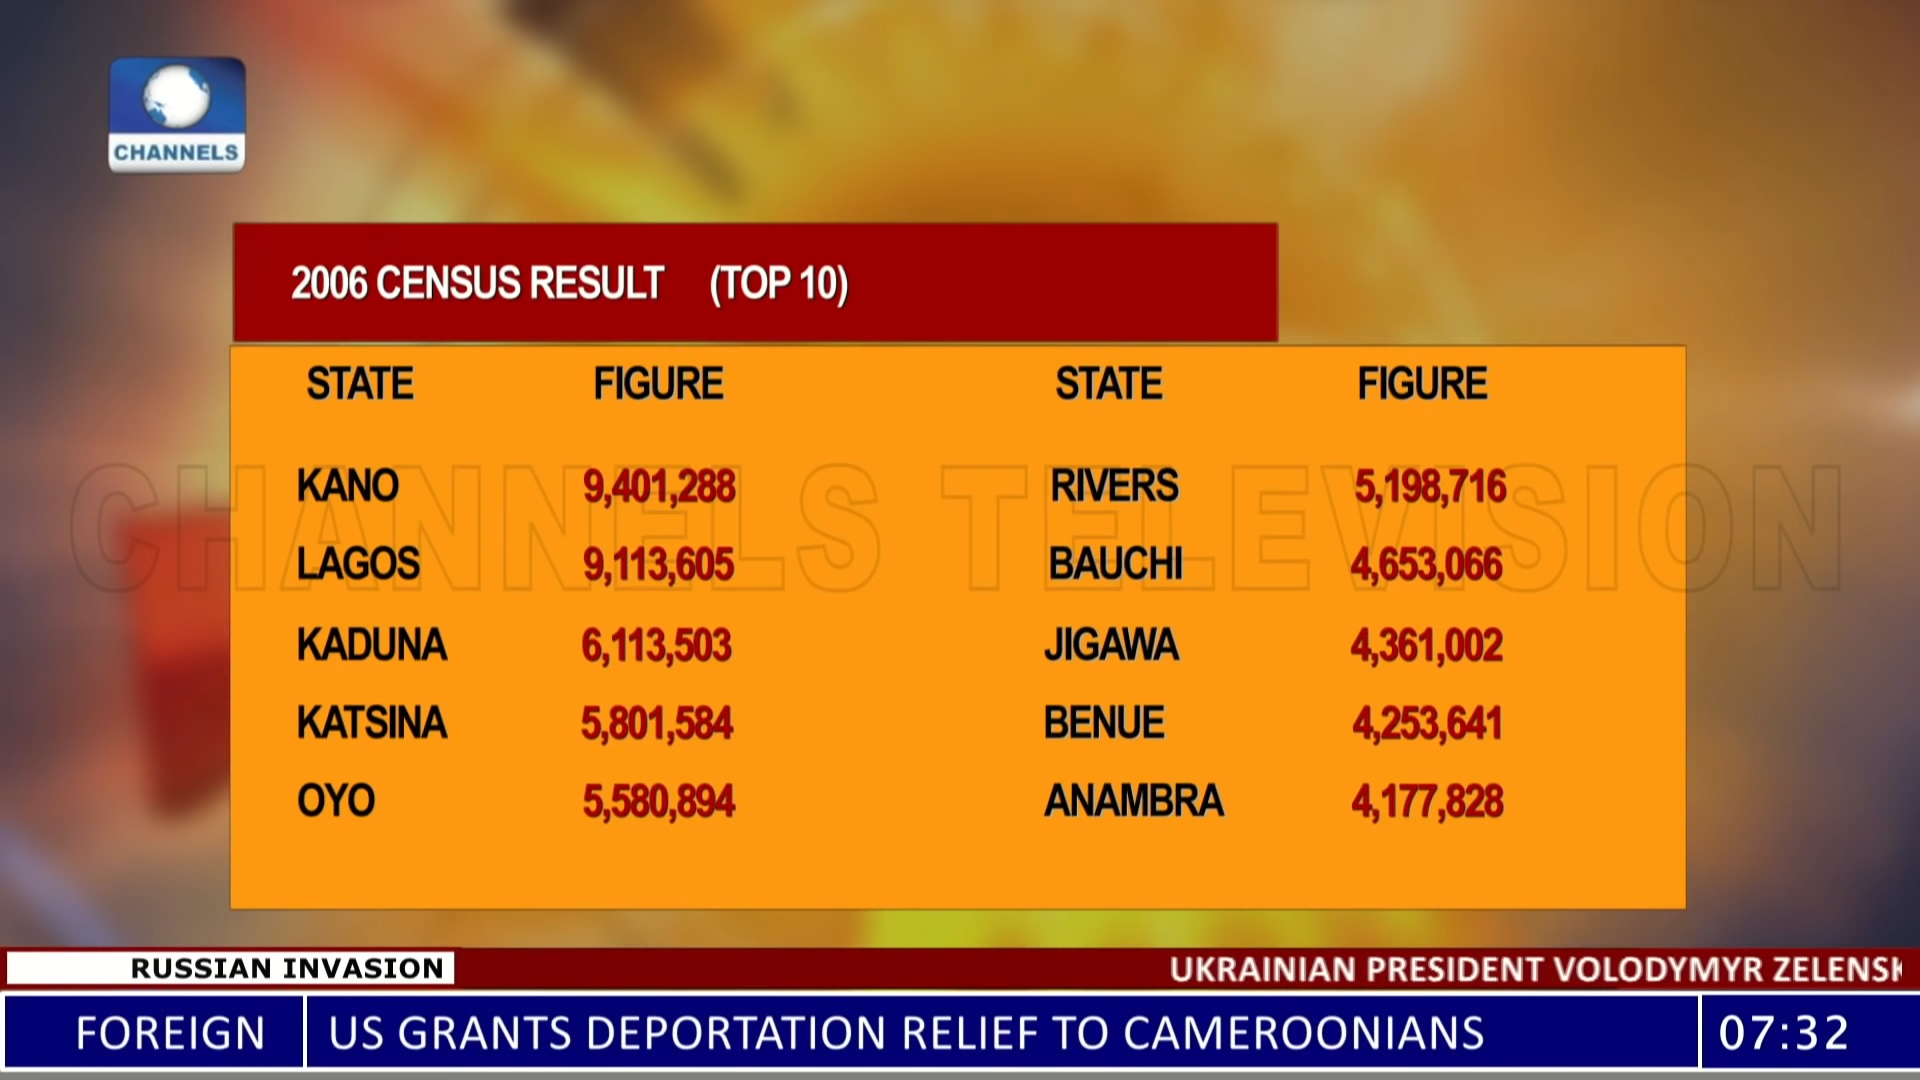 CHANNELS
2006 CENSUS RESULT (TOP 10)
STATE FIGURE STATE FIGURE
KANO 9,401,288 RIVERS 5,198,716
LAGOS 9,113,605 BAUCHI 4,653,066
KADUNA 6,113,503 JIGAWA 4,361,002
KATSINA 5,801,584 BENUE 4,253,641
OYO 5,580,894 ANAMBRA 4,177,828
CHANNELS TELEVISION
RUSSIAN INVASION UKRAINIAN PRESIDENT VOLODYMYR ZELENSK
FOREIGN US GRANTS DEPORTATION RELIEF TO CAMEROONIANS 07:32